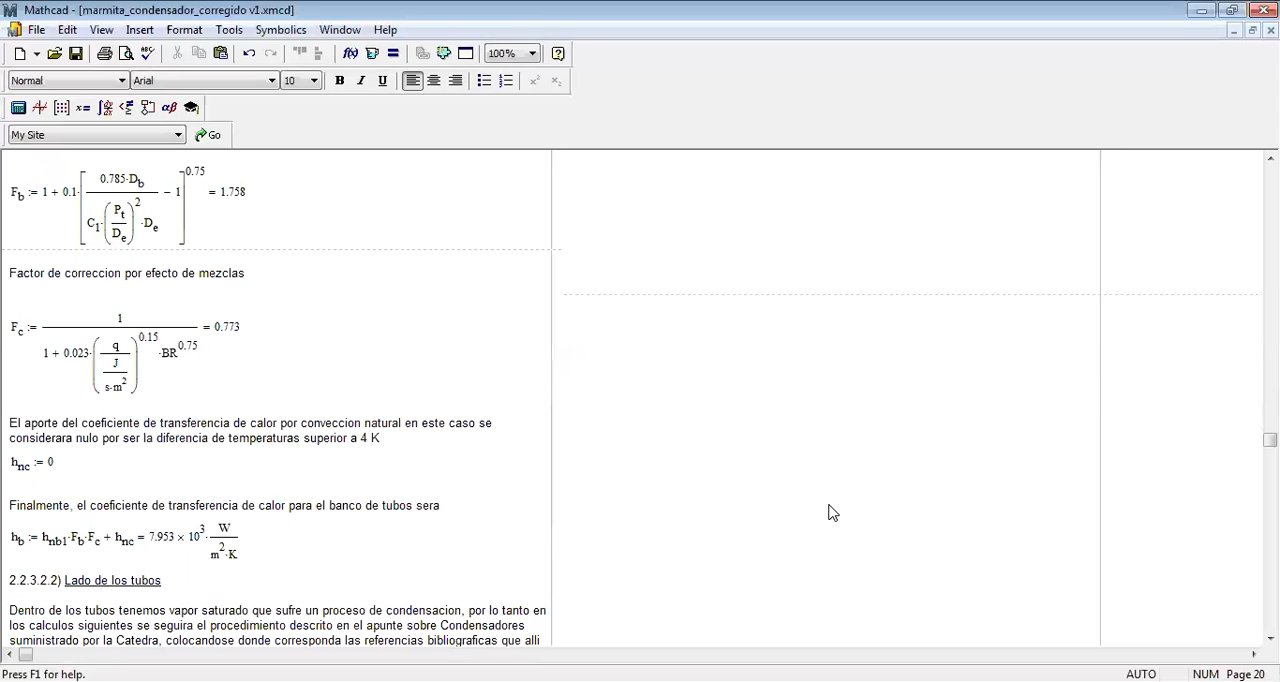 Mathcad - [marmita_condensador_corregido v1.xmcd]
File Edit View Insert Format Tools Symbolics Window Help
100%
Normal Arial 10 B I U
My Site Go
F_b := 1 + 0.1·[0.785·D_b / (C_1·(P_t/D_e)^2·D_e) − 1]^0.75 = 1.758
Factor de correccion por efecto de mezclas
F_c := 1 / (1 + 0.023·(q / (J / (s·m^2)))^0.15·BR^0.75) = 0.773
El aporte del coeficiente de transferencia de calor por conveccion natural en este caso se
considerara nulo por ser la diferencia de temperaturas superior a 4 K
h_nc := 0
Finalmente, el coeficiente de transferencia de calor para el banco de tubos sera
h_b := h_nb1·F_b·F_c + h_nc = 7.953 × 10^3·W / (m^2·K)
2.2.3.2.2) Lado de los tubos
Dentro de los tubos tenemos vapor saturado que sufre un proceso de condensacion, por lo tanto en
los calculos siguientes se seguira el procedimiento descrito en el apunte sobre Condensadores
suministrado por la Catedra, colocandose donde corresponda las referencias bibliograficas que alli
Press F1 for help.
AUTO NUM Page 20